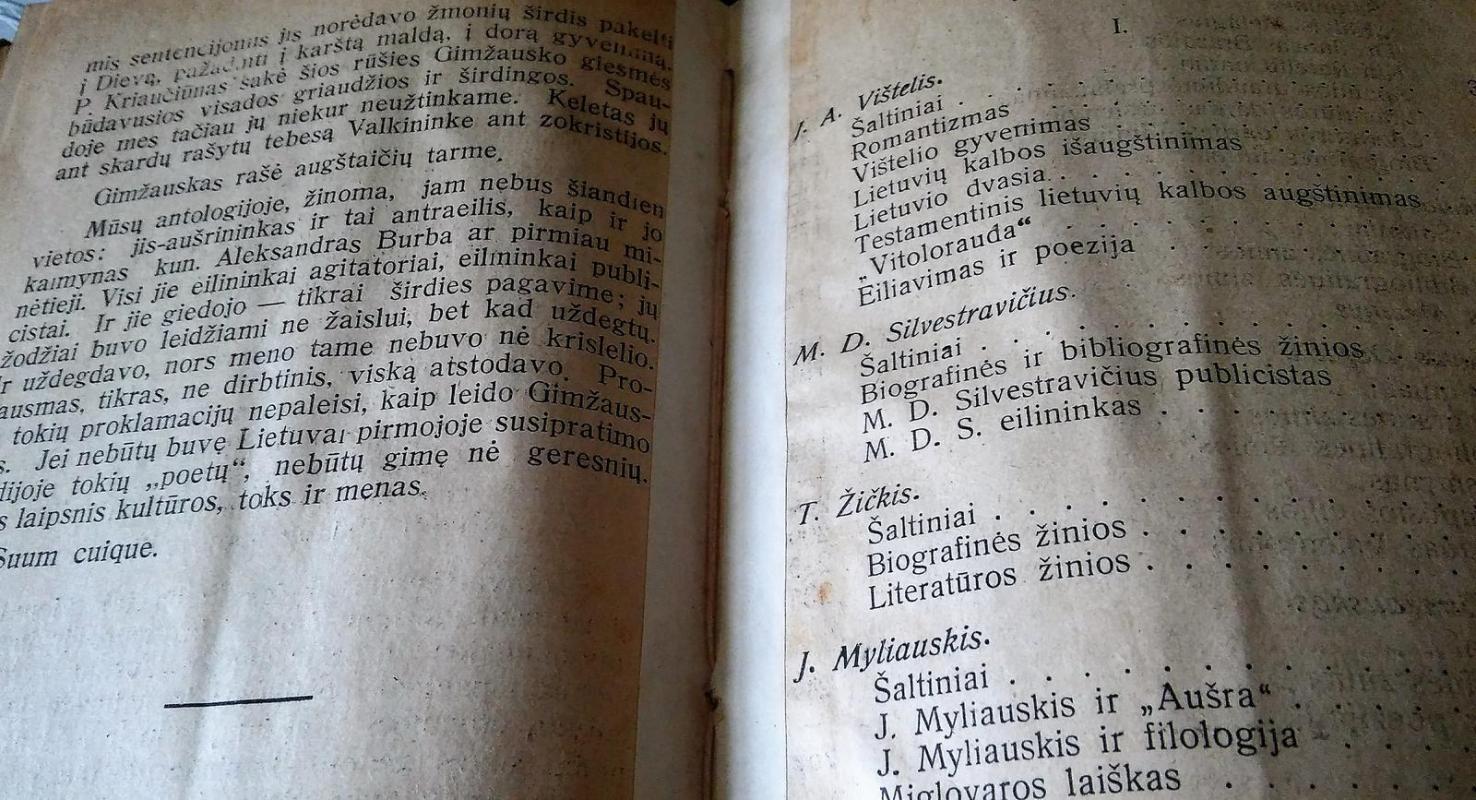 mis sentencijomis jis norėdavo žmonių širdis pakelti
į Dievą, pažadinti į karštą maldą, į dorą gyvenimą.
P. Kriaučiūnas sakė šios rūšies Gimžausko giesmes
būdavusios visados griaudžios ir širdingos. Spau-
doje mes tačiau jų niekur neužtinkame. Keletas jų
ant skardų rašytų tebesą Valkininke ant zokristijos.
Gimžauskas rašė augštaičių tarme.
Mūsų antologijoje, žinoma, jam nebus šiandien
vietos: jis-aušrininkas ir tai antraeilis, kaip ir jo
kaimynas kun. Aleksandras Burba ar pirmiau mi-
nėtieji. Visi jie eilininkai agitatoriai, eilininkai publi-
cistai. Ir jie giedojo — tikrai širdies pagavime; jų
žodžiai buvo leidžiami ne žaislui, bet kad uždegtų.
Ir uždegdavo, nors meno tame nebuvo nė krislelio.
ausmas, tikras, ne dirbtinis, viską atstodavo. Pro-
tokių proklamacijų nepaleisi, kaip leido Gimžaus-
s. Jei nebūtų buvę Lietuvai pirmojoje susipratimo
dijoje tokių „poetų“, nebūtų gimę nė geresnių.
s laipsnis kultūros, toks ir menas.
Suum cuique.
I.
J. A. Vištelis.
Šaltiniai . . . . . . . . . .
Romantizmas . . . . . . . . . .
Vištelio gyvenimas . . . . . . . .
Lietuvių kalbos išaugštinimas . . . . .
Lietuvio dvasia . . . . . . . . . .
Testamentinis lietuvių kalbos augštinimas
„Vitolorauda“ . . . . . . . . . .
Eiliavimas ir poezija . . . . . . . .
M. D. Silvestravičius.
Šaltiniai . . . . . . . . . .
Biografinės ir bibliografinės žinios . . .
M. D. Silvestravičius publicistas . . . .
M. D. S. eilininkas . . . . . . . .
T. Žičkis.
Šaltiniai . . . . . . . . . .
Biografinės žinios . . . . . . . .
Literatūros žinios . . . . . . . .
J. Myliauskis.
Šaltiniai . . . . . . . . . .
J. Myliauskis ir „Aušra“ . . . . .
J. Myliauskis ir filologija . . . . .
Miglovaros laiškas . . . . . . .